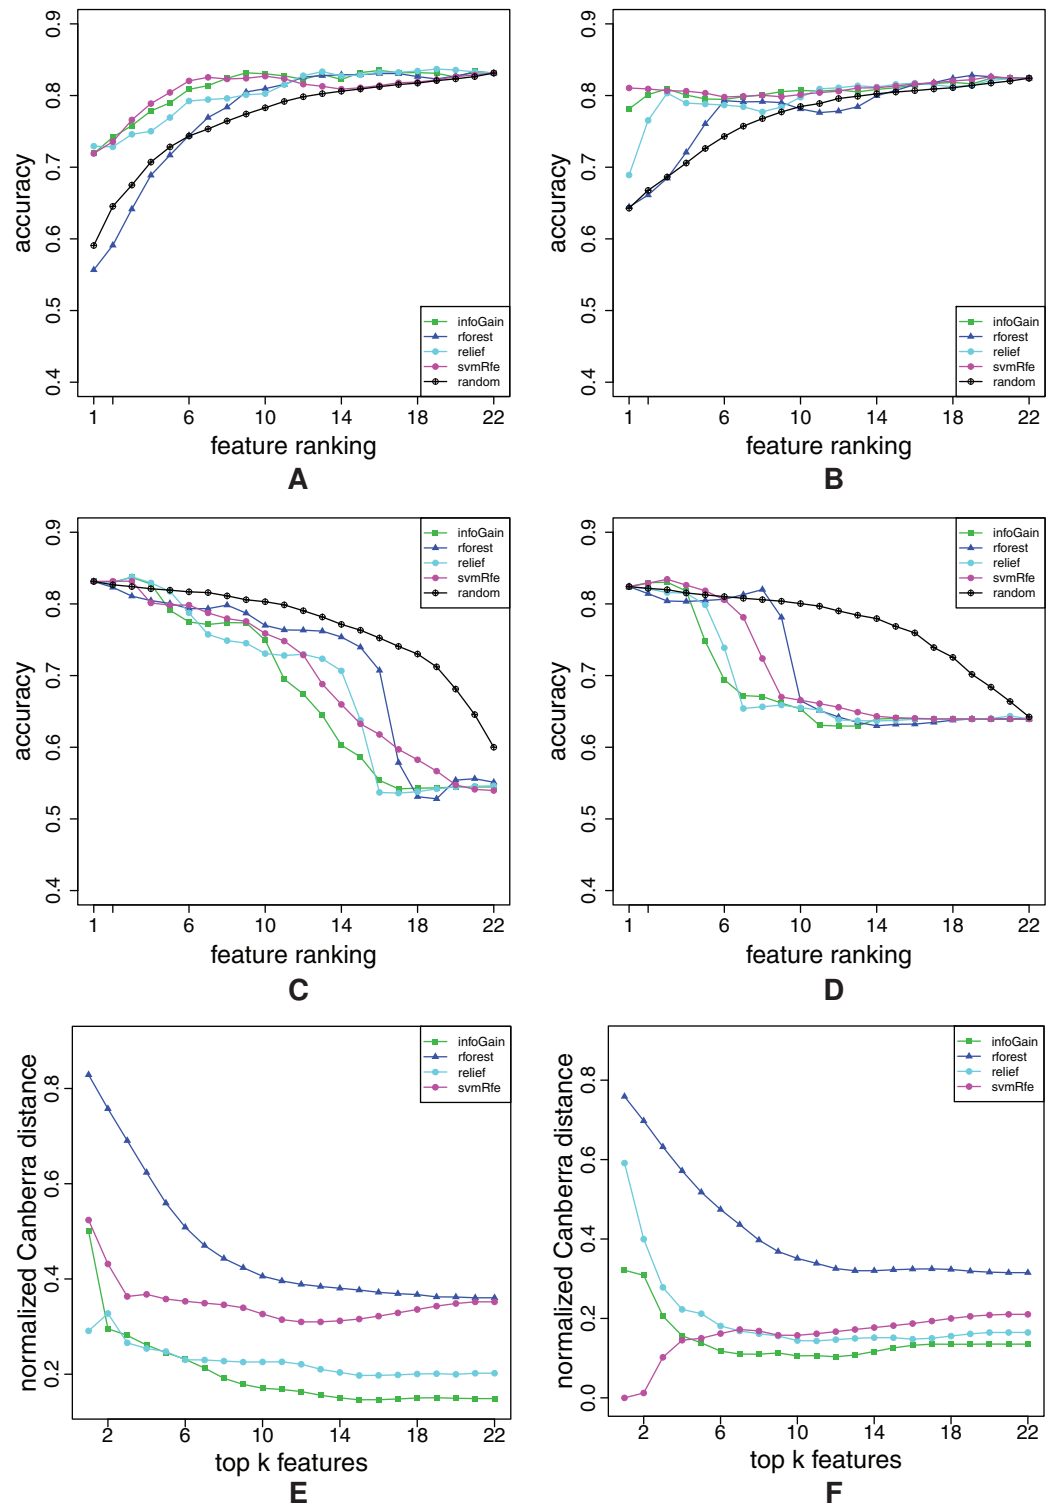 0.9
0.8
0.7
0.6
0.5
0.4
accuracy
1 6 10 14 18 22
feature ranking
infoGain
rforest
relief
svmRfe
random
A
0.9
0.8
0.7
0.6
0.5
0.4
accuracy
1 6 10 14 18 22
feature ranking
infoGain
rforest
relief
svmRfe
random
B
0.9
0.8
0.7
0.6
0.5
0.4
accuracy
1 6 10 14 18 22
feature ranking
infoGain
rforest
relief
svmRfe
random
C
0.9
0.8
0.7
0.6
0.5
0.4
accuracy
1 6 10 14 18 22
feature ranking
infoGain
rforest
relief
svmRfe
random
D
0.8
0.6
0.4
0.2
normalized Canberra distance
2 6 10 14 18 22
top k features
infoGain
rforest
relief
svmRfe
E
0.8
0.6
0.4
0.2
0.0
normalized Canberra distance
2 6 10 14 18 22
top k features
infoGain
rforest
relief
svmRfe
F